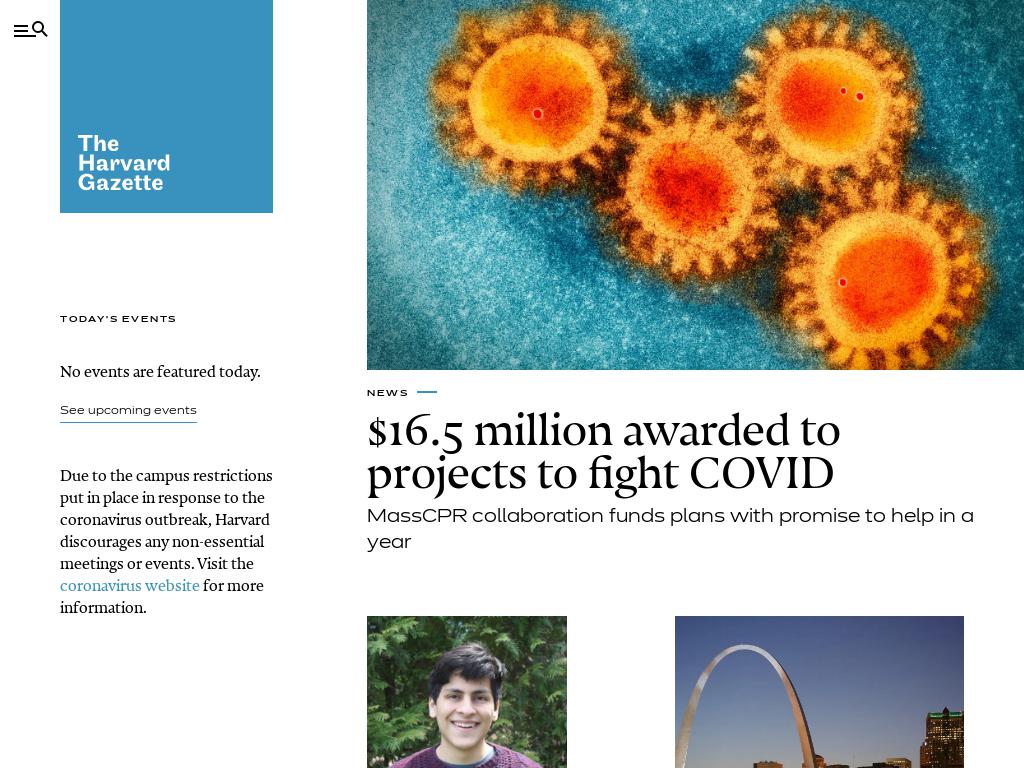 The
Harvard
Gazette
TODAY'S EVENTS
No events are featured today.
See upcoming events
Due to the campus restrictions
put in place in response to the
coronavirus outbreak, Harvard
discourages any non-essential
meetings or events. Visit the
coronavirus website for more
information.
NEWS
$16.5 million awarded to
projects to fight COVID
MassCPR collaboration funds plans with promise to help in a
year